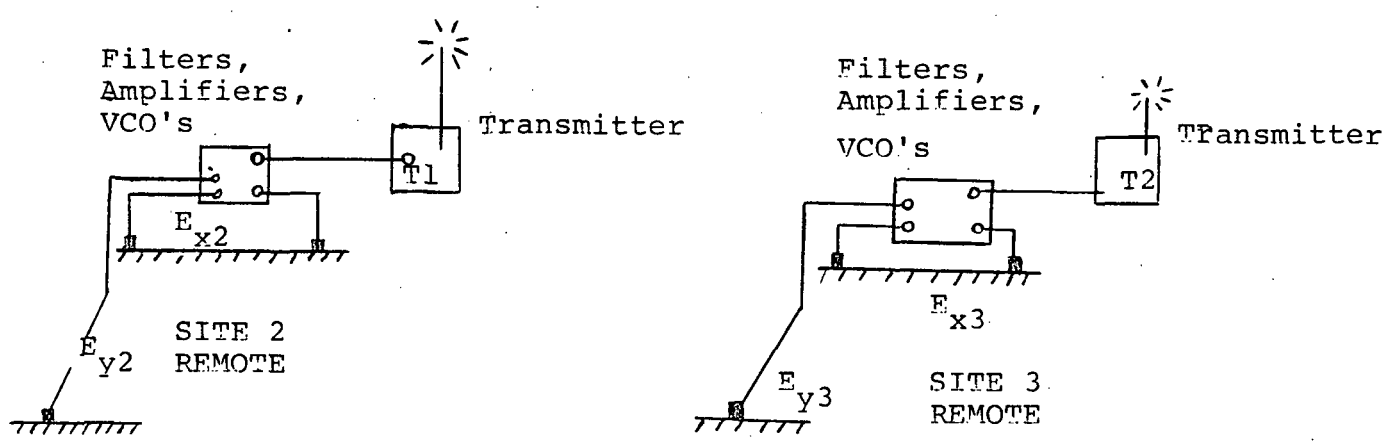 Filters,
Amplifiers,
VCO's
Transmitter
T1
Ex2
Ey2
SITE 2
REMOTE
Filters,
Amplifiers,
VCO's
Transmitter
T2
Ex3
Ey3
SITE 3
REMOTE